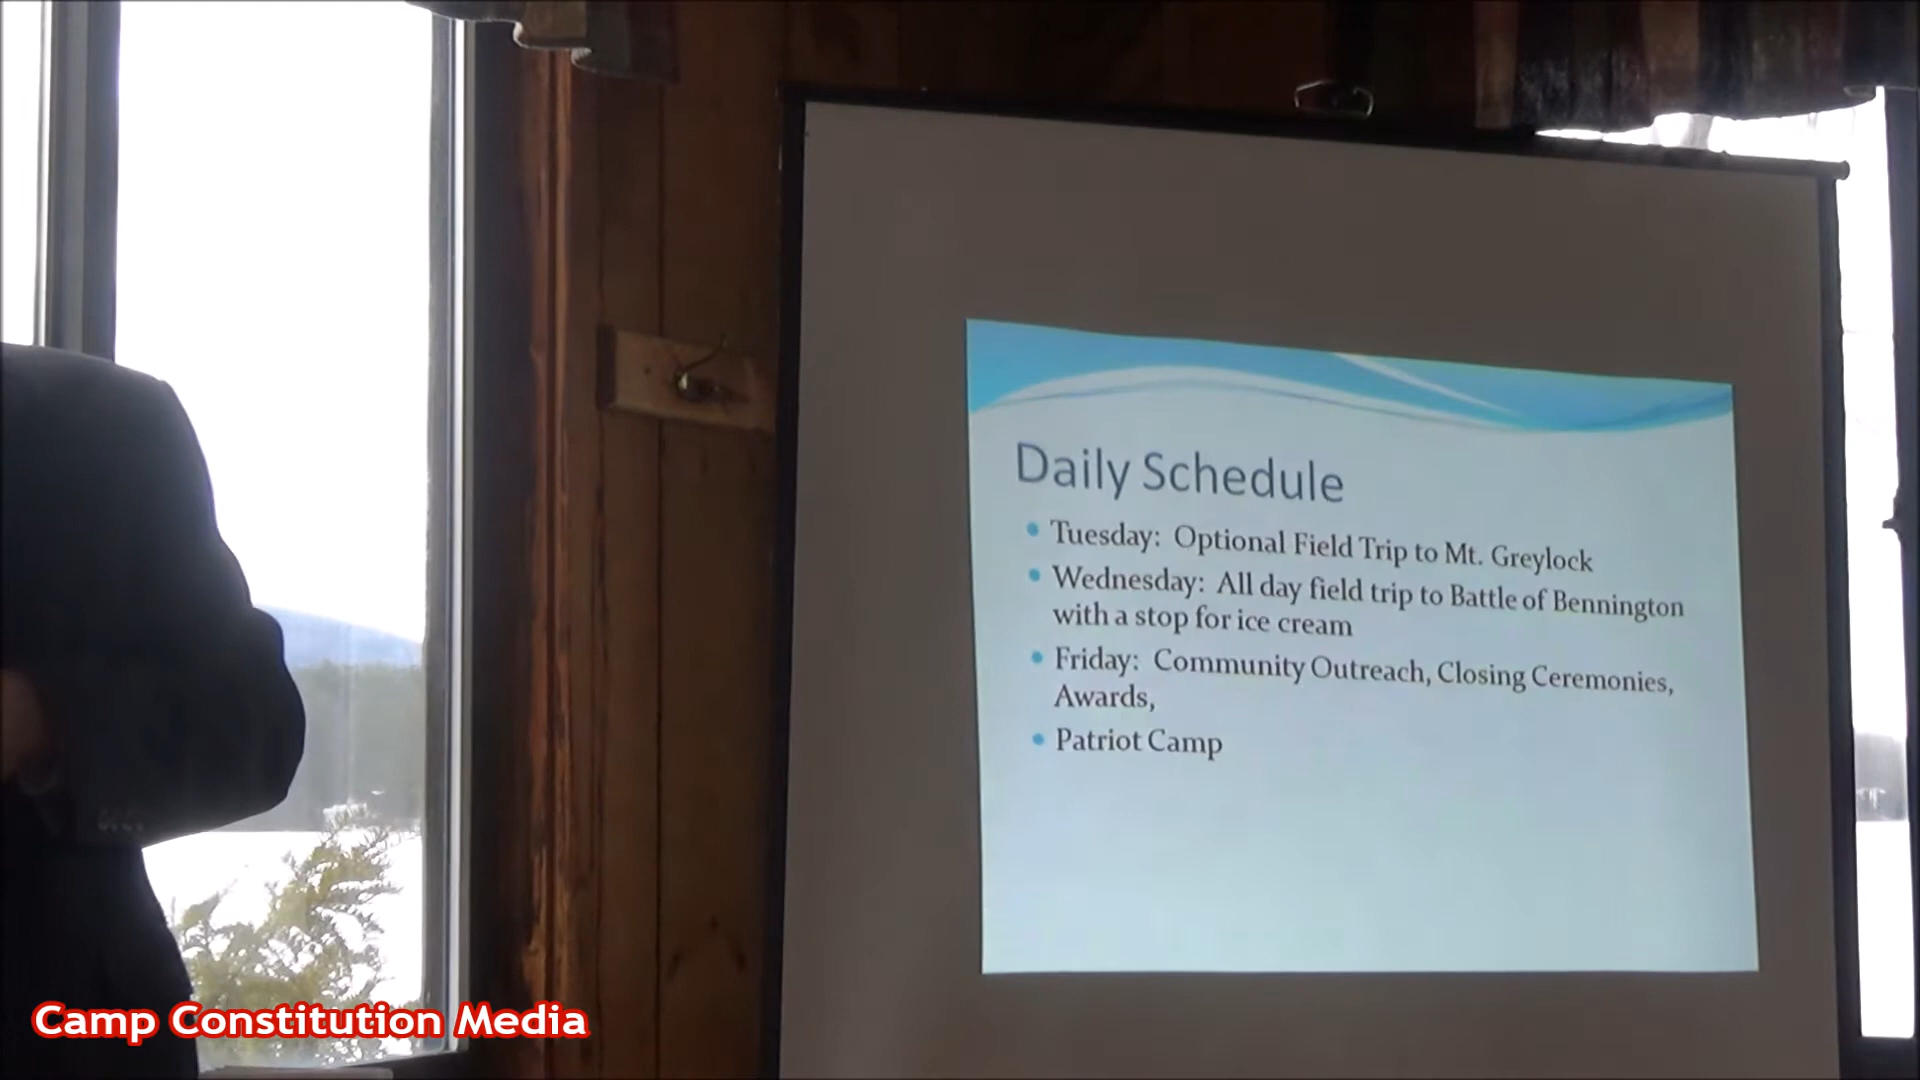 Daily Schedule
Tuesday: Optional Field Trip to Mt. Greylock
Wednesday: All day field trip to Battle of Bennington
with a stop for ice cream
Friday: Community Outreach, Closing Ceremonies,
Awards,
Patriot Camp
Camp Constitution Media